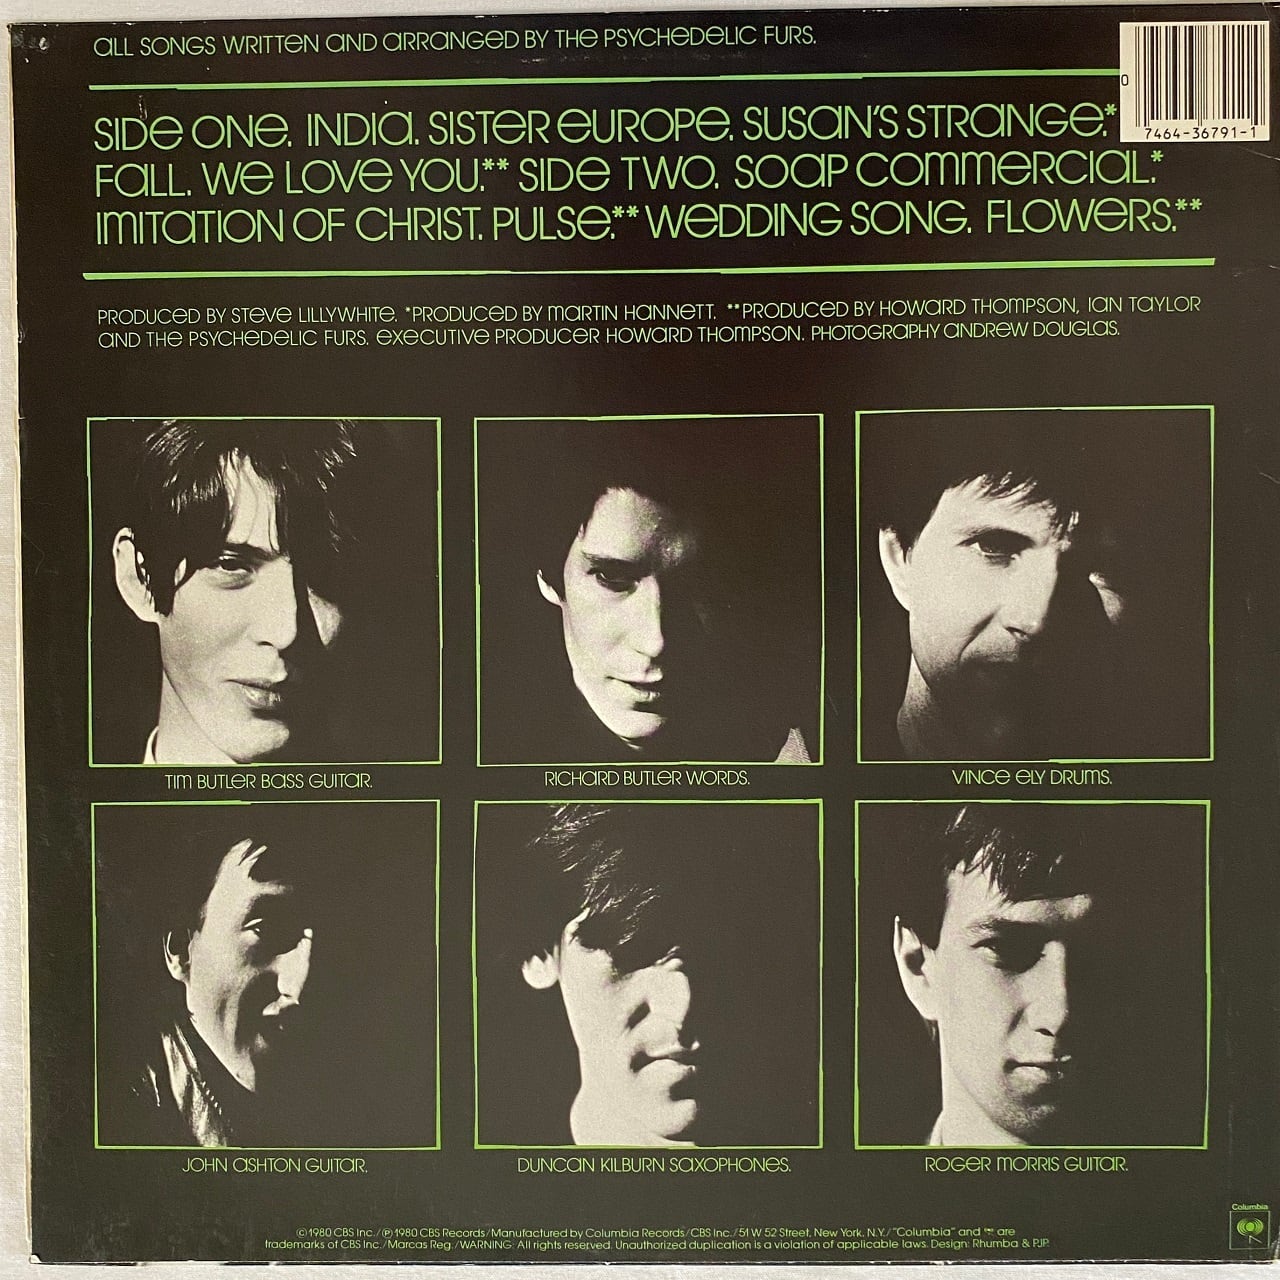 ALL SONGS WRITTEN AND ARRANGED BY THE PSYCHEDELIC FURS.
0
7464-36791-1
SIDE ONE. INDIA. SISTER EUROPE. SUSAN'S STRANGE.*
FALL. WE LOVE YOU.** SIDE TWO. SOAP COMMERCIAL.*
IMITATION OF CHRIST. PULSE.** WEDDING SONG. FLOWERS.**
PRODUCED BY STEVE LILLYWHITE. *PRODUCED BY MARTIN HANNETT. **PRODUCED BY HOWARD THOMPSON, IAN TAYLOR
AND THE PSYCHEDELIC FURS. EXECUTIVE PRODUCER HOWARD THOMPSON. PHOTOGRAPHY ANDREW DOUGLAS.
TIM BUTLER BASS GUITAR.
RICHARD BUTLER WORDS.
VINCE ELY DRUMS.
JOHN ASHTON GUITAR.
DUNCAN KILBURN SAXOPHONES.
ROGER MORRIS GUITAR.
©1980 CBS Inc./℗1980 CBS Records/Manufactured by Columbia Records/CBS Inc./51 W 52 Street, New York, N.Y./"Columbia" and " " are
trademarks of CBS Inc./Marcas Reg./WARNING: All rights reserved. Unauthorized duplication is a violation of applicable laws. Design: Rhumba & PJP
Columbia